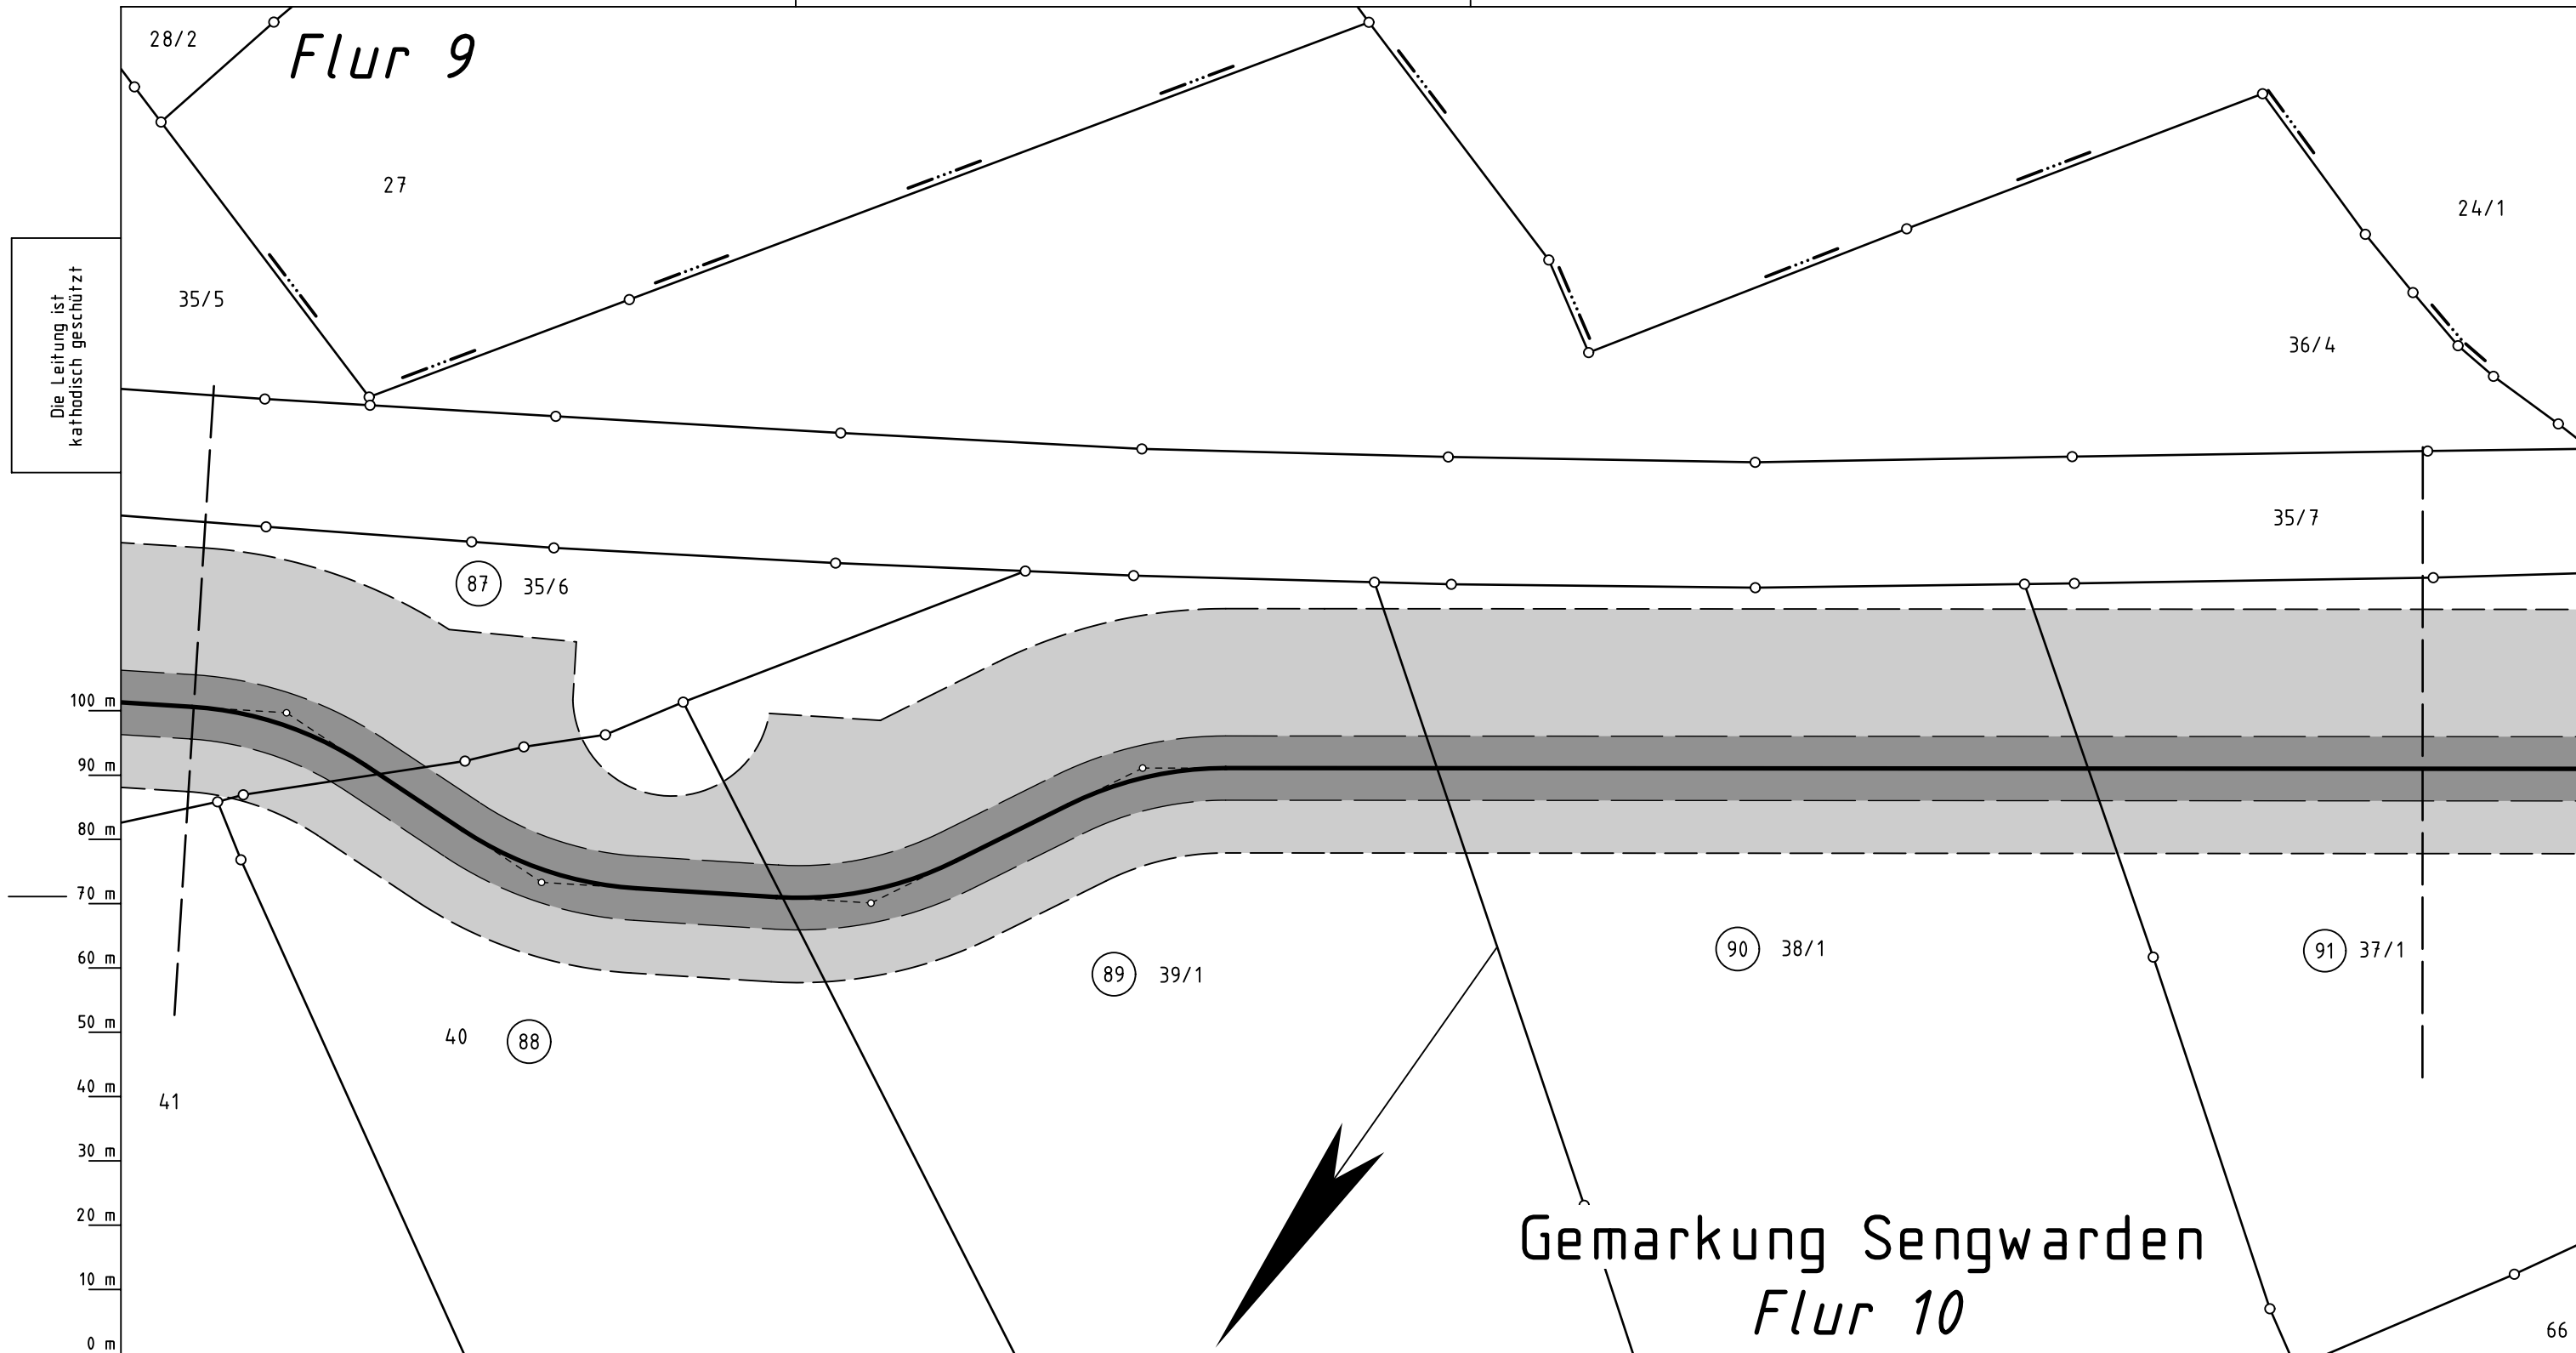 28/2
Flur 9
27
24/1
35/5
Die Leitung ist
kathodisch geschützt
36/4
35/7
87 35/6
100 m
90 m
80 m
70 m
60 m
50 m
40 m
30 m
20 m
10 m
0 m
90 38/1
91 37/1
89 39/1
40 88
41
Gemarkung Sengwarden
Flur 10
66